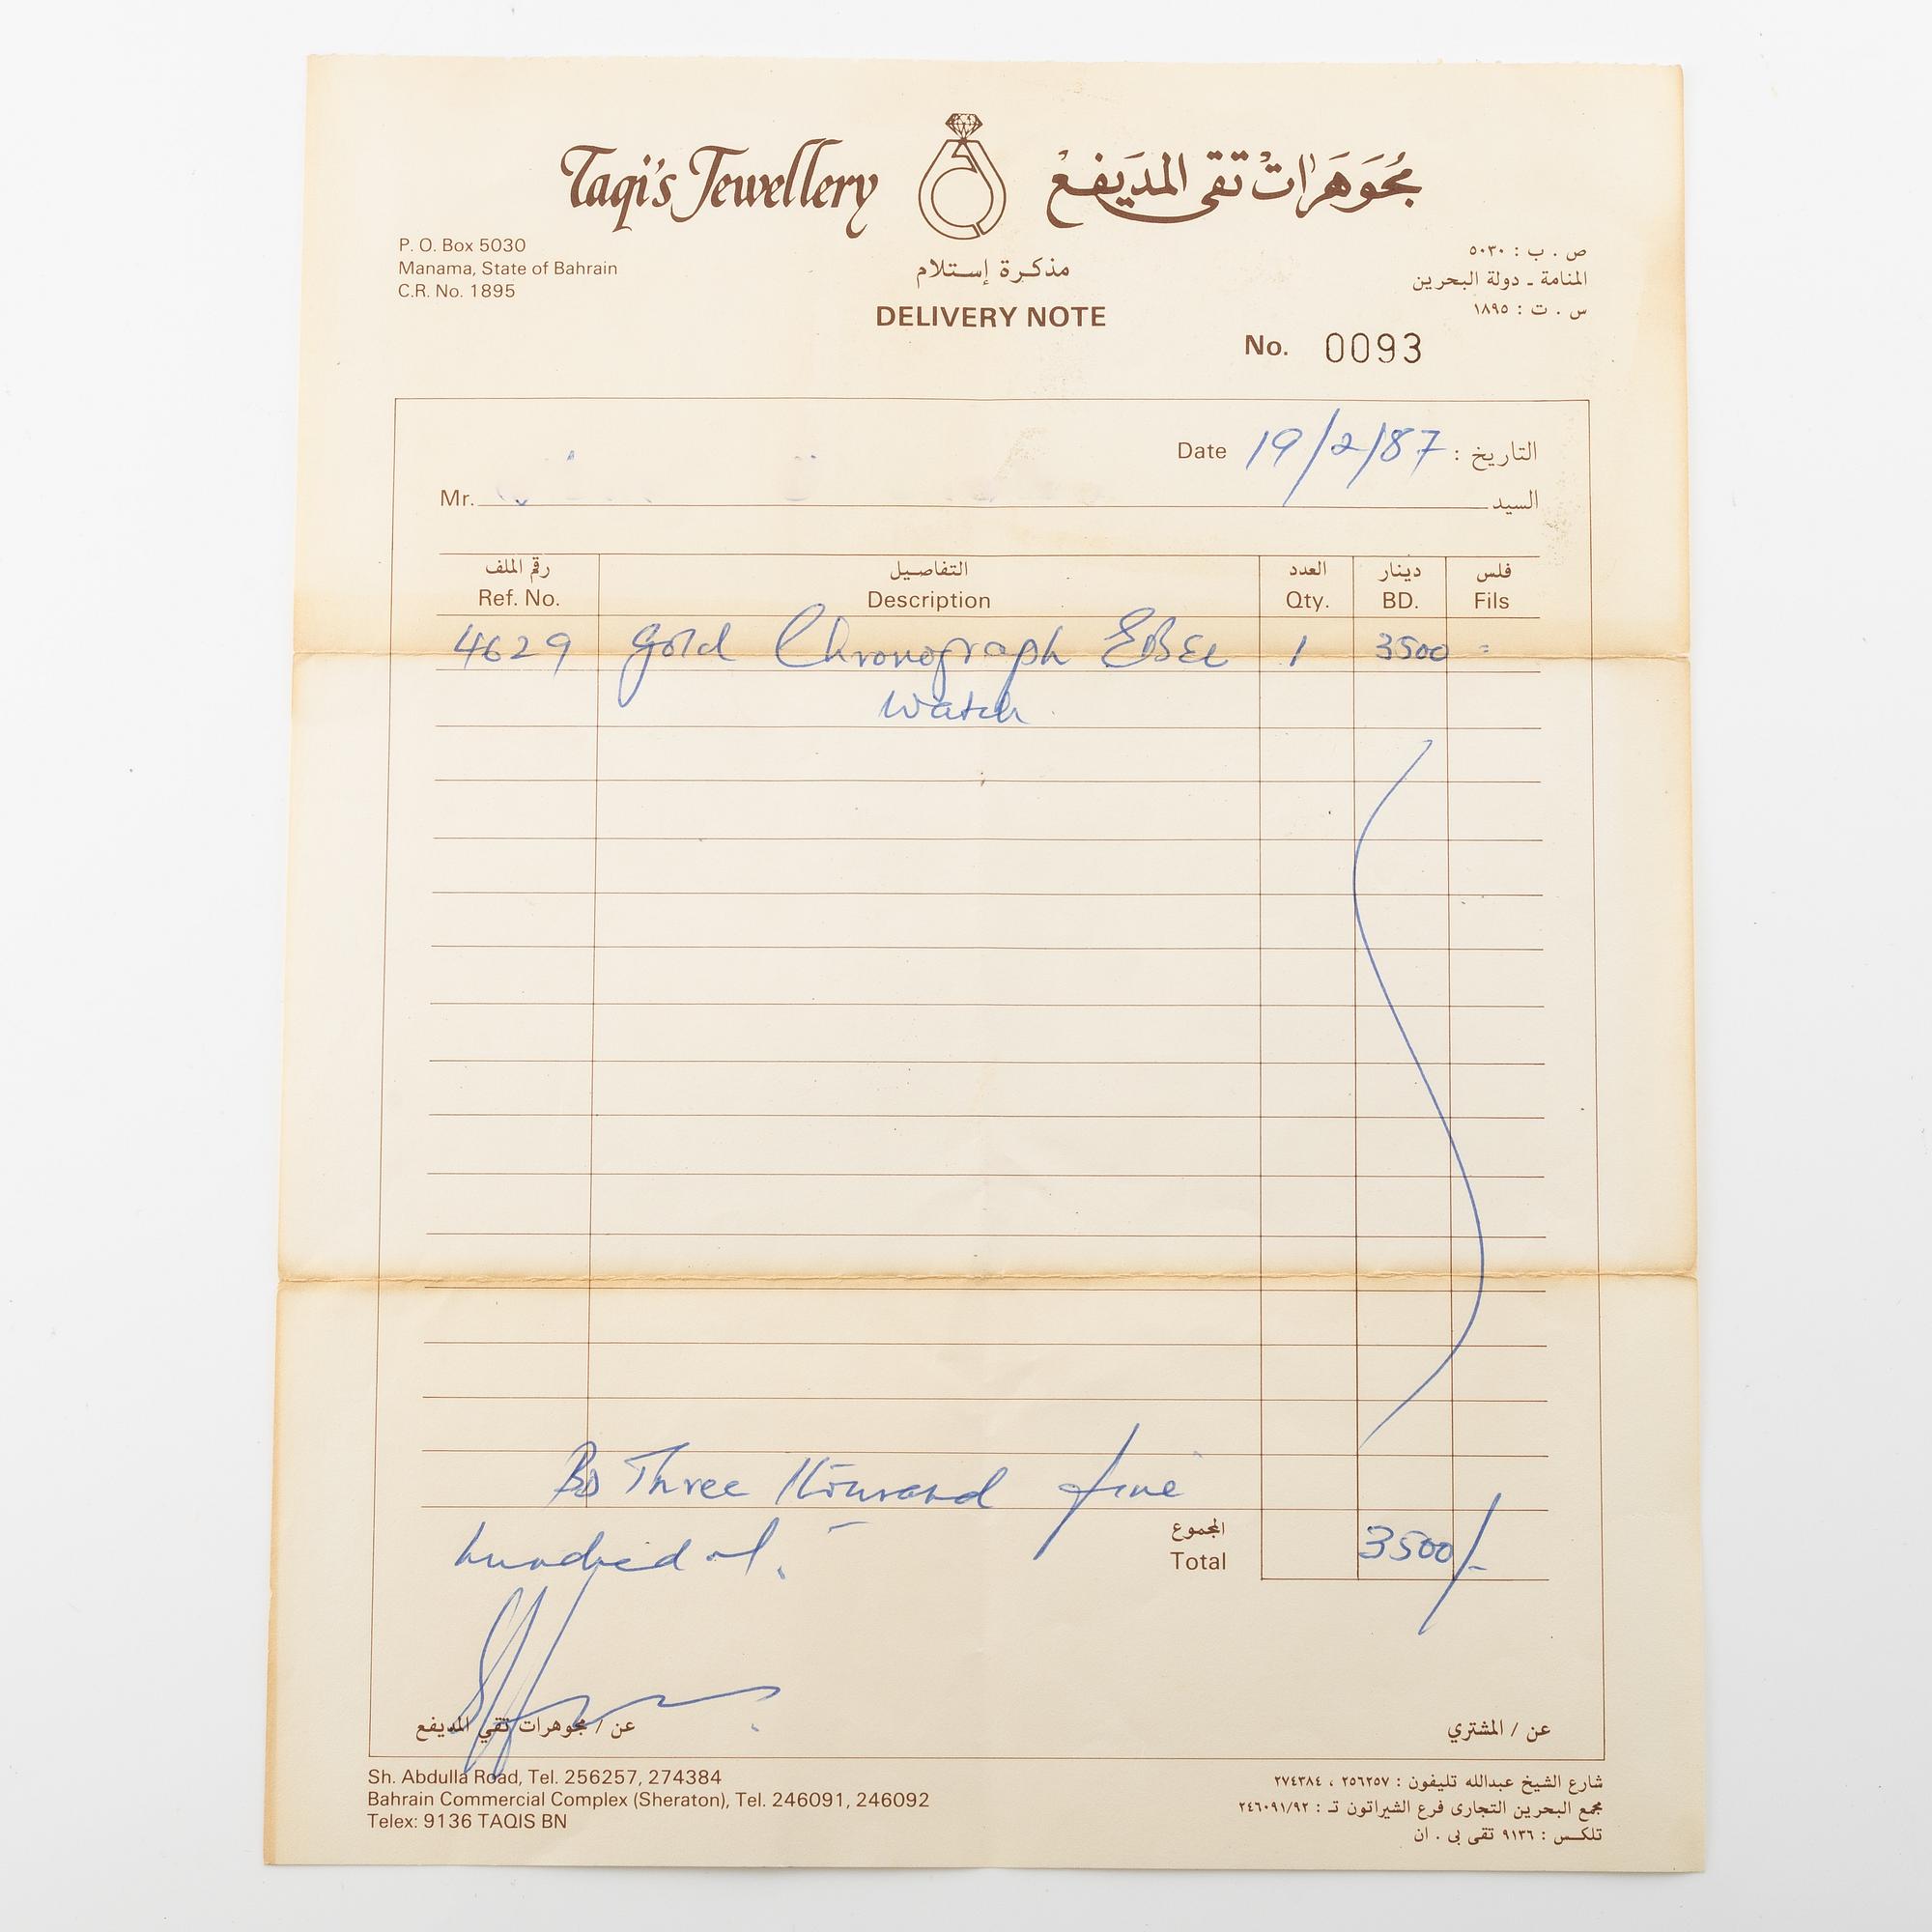 Taqi's Jewellery
مجوهرات تقي المديفع
P. O. Box 5030
Manama, State of Bahrain
C.R. No. 1895
ص . ب : ٥٠٣٠
المنامة ـ دولة البحرين
س . ت : ١٨٩٥
مذكرة إستلام
DELIVERY NOTE
No. 0093
Date 19/2/87 التاريخ :
Mr. السيد
رقم الملف التفاصيل العدد دينار فلس
Ref. No. Description Qty. BD. Fils
4629 Gold Chronograph EBEL 1 3500 =
Watch
BD Three thousand five
hundred
المجموع
Total 3500/-
عن / مجوهرات تقي المديفع عن / المشتري
Sh. Abdulla Road, Tel. 256257, 274384
Bahrain Commercial Complex (Sheraton), Tel. 246091, 246092
Telex: 9136 TAQIS BN
شارع الشيخ عبدالله تليفون : ٢٥٦٢٥٧ ، ٢٧٤٣٨٤
مجمع البحرين التجارى فرع الشيراتون تـ : ٢٤٦٠٩١/٩٢
تلكس : ٩١٣٦ تقى بى . ان